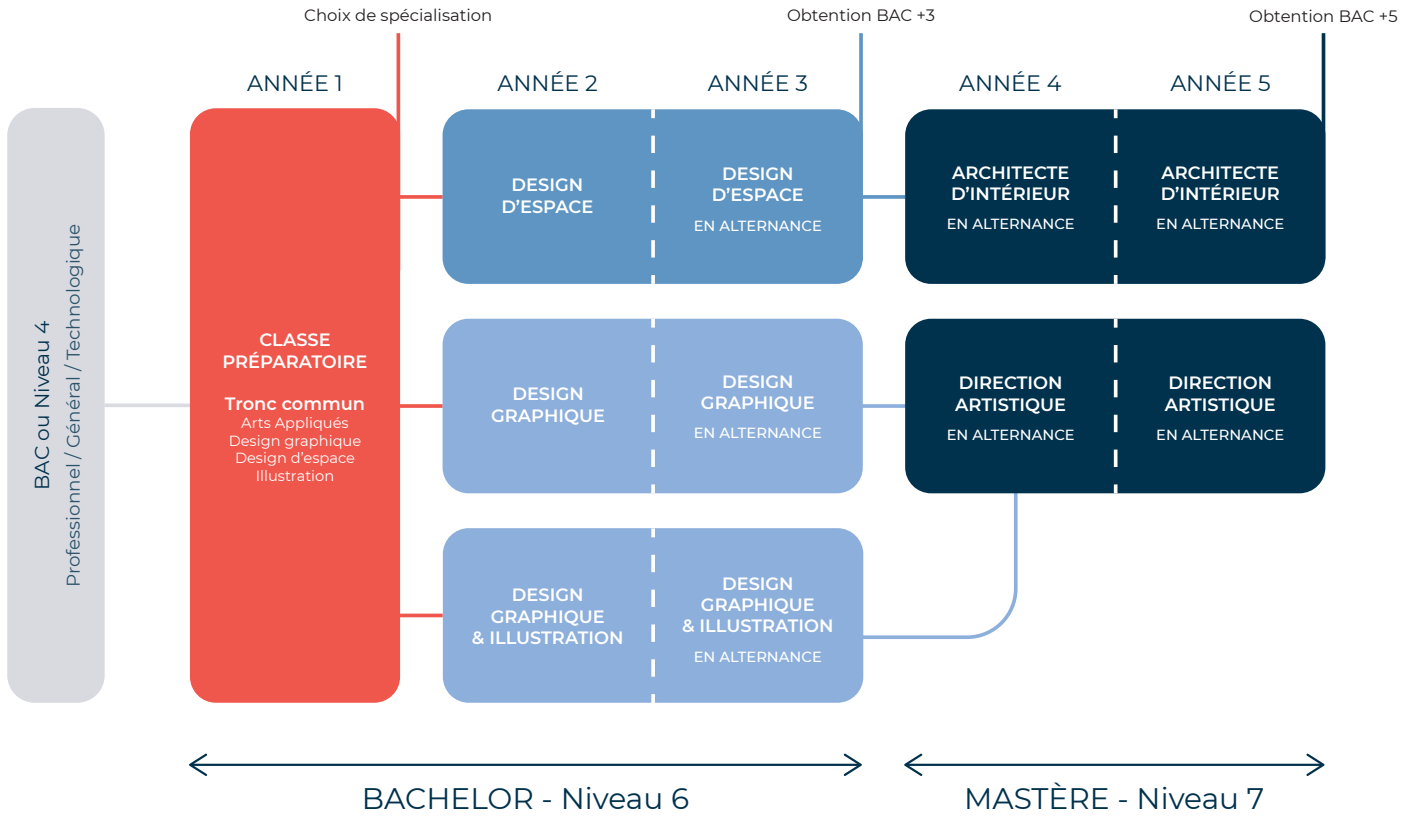 Choix de spécialisation
Obtention BAC +3
Obtention BAC +5
ANNÉE 1
ANNÉE 2
ANNÉE 3
ANNÉE 4
ANNÉE 5
BAC ou Niveau 4
Professionnel / Général / Technologique
CLASSE
PRÉPARATOIRE
Tronc commun
Arts Appliqués
Design graphique
Design d'espace
Illustration
DESIGN
D'ESPACE
DESIGN
D'ESPACE
EN ALTERNANCE
ARCHITECTE
D'INTÉRIEUR
EN ALTERNANCE
ARCHITECTE
D'INTÉRIEUR
EN ALTERNANCE
DESIGN
GRAPHIQUE
DESIGN
GRAPHIQUE
EN ALTERNANCE
DIRECTION
ARTISTIQUE
EN ALTERNANCE
DIRECTION
ARTISTIQUE
EN ALTERNANCE
DESIGN
GRAPHIQUE
& ILLUSTRATION
DESIGN
GRAPHIQUE
& ILLUSTRATION
EN ALTERNANCE
BACHELOR - Niveau 6
MASTÈRE - Niveau 7